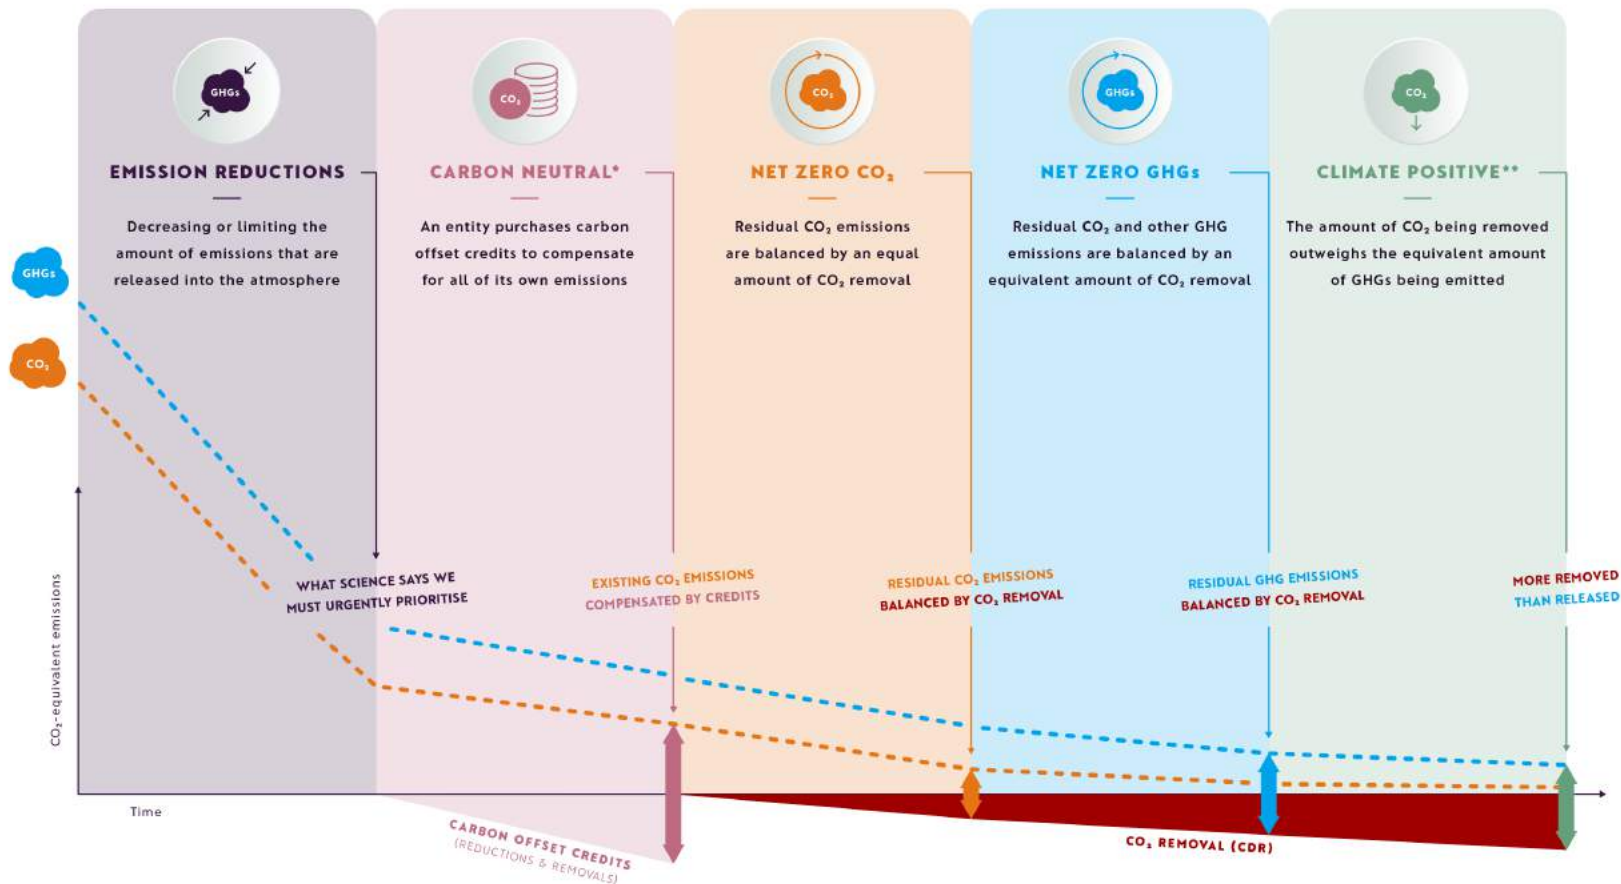 GHGs
CO₂
CO₂
GHGs
CO₂
EMISSION REDUCTIONS
Decreasing or limiting the
amount of emissions that are
released into the atmosphere
CARBON NEUTRAL*
An entity purchases carbon
offset credits to compensate
for all of its own emissions
NET ZERO CO₂
Residual CO₂ emissions
are balanced by an equal
amount of CO₂ removal
NET ZERO GHGs
Residual CO₂ and other GHG
emissions are balanced by an
equivalent amount of CO₂ removal
CLIMATE POSITIVE**
The amount of CO₂ being removed
outweighs the equivalent amount
of GHGs being emitted
GHGs
CO₂
WHAT SCIENCE SAYS WE
MUST URGENTLY PRIORITISE
EXISTING CO₂ EMISSIONS
COMPENSATED BY CREDITS
RESIDUAL CO₂ EMISSIONS
BALANCED BY CO₂ REMOVAL
RESIDUAL GHG EMISSIONS
BALANCED BY CO₂ REMOVAL
MORE REMOVED
THAN RELEASED
CO₂-equivalent emissions
Time
CARBON OFFSET CREDITS
(REDUCTIONS & REMOVALS)
CO₂ REMOVAL (CDR)